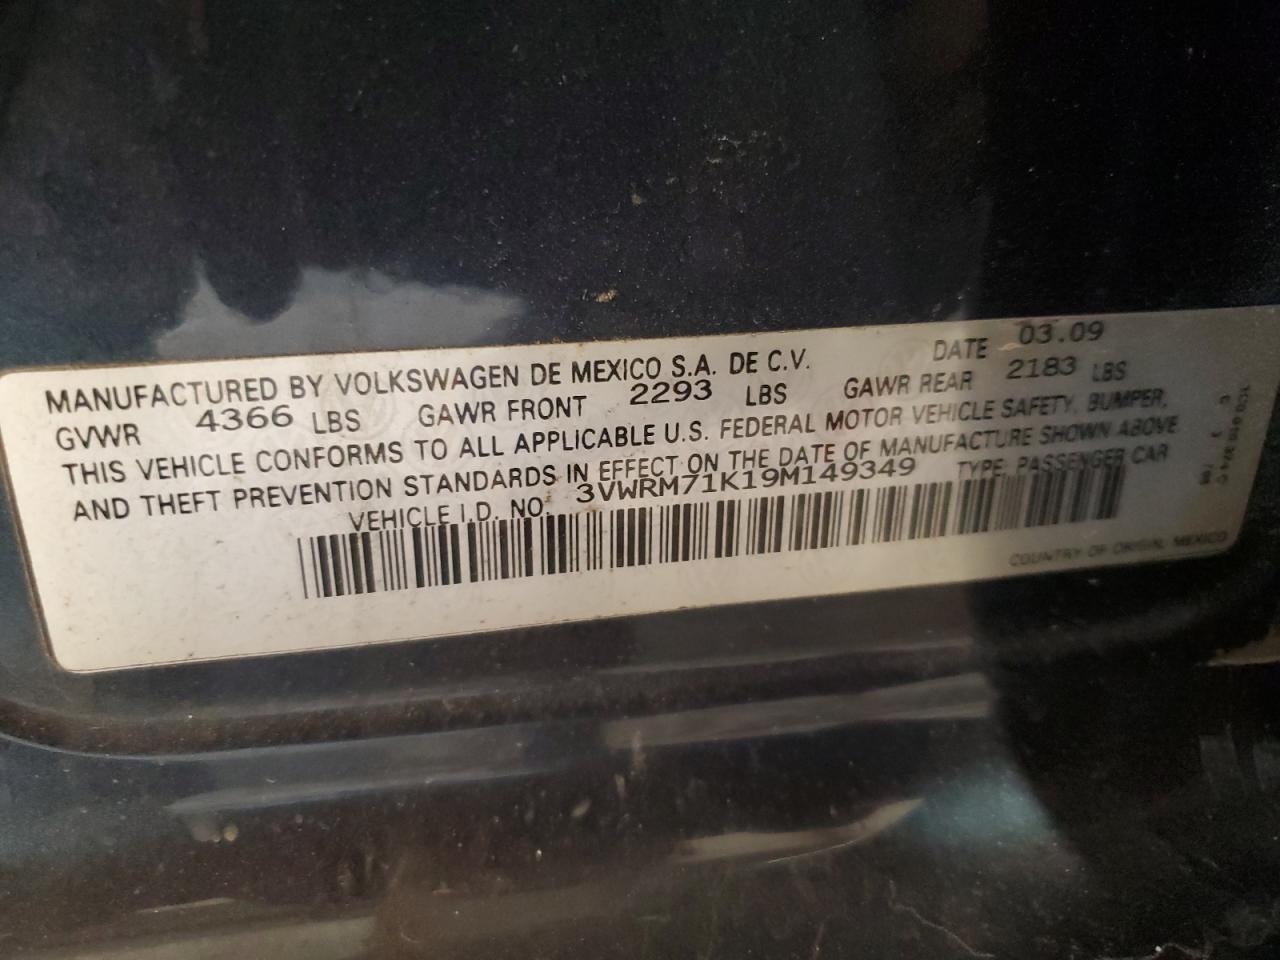 MANUFACTURED BY VOLKSWAGEN DE MEXICO S.A. DE C.V. DATE 03.09
GVWR 4366 LBS GAWR FRONT 2293 LBS GAWR REAR 2183 LBS
THIS VEHICLE CONFORMS TO ALL APPLICABLE U.S. FEDERAL MOTOR VEHICLE SAFETY, BUMPER,
AND THEFT PREVENTION STANDARDS IN EFFECT ON THE DATE OF MANUFACTURE SHOWN ABOVE
VEHICLE I.D. NO: 3VWRM71K19M149349 TYPE: PASSENGER CAR
COUNTRY OF ORIGIN: MEXICO